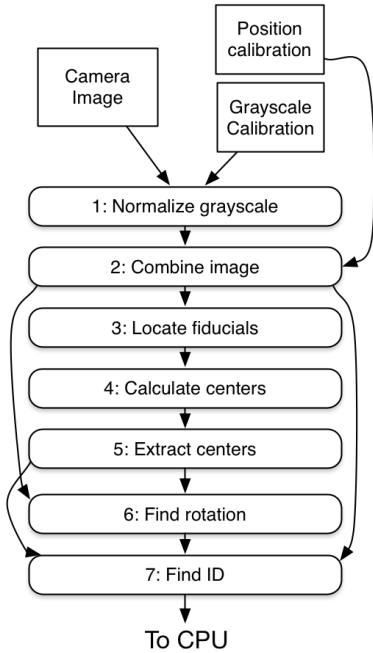 Position
calibration
Camera
Image
Grayscale
Calibration
1: Normalize grayscale
2: Combine image
3: Locate fiducials
4: Calculate centers
5: Extract centers
6: Find rotation
7: Find ID
To CPU